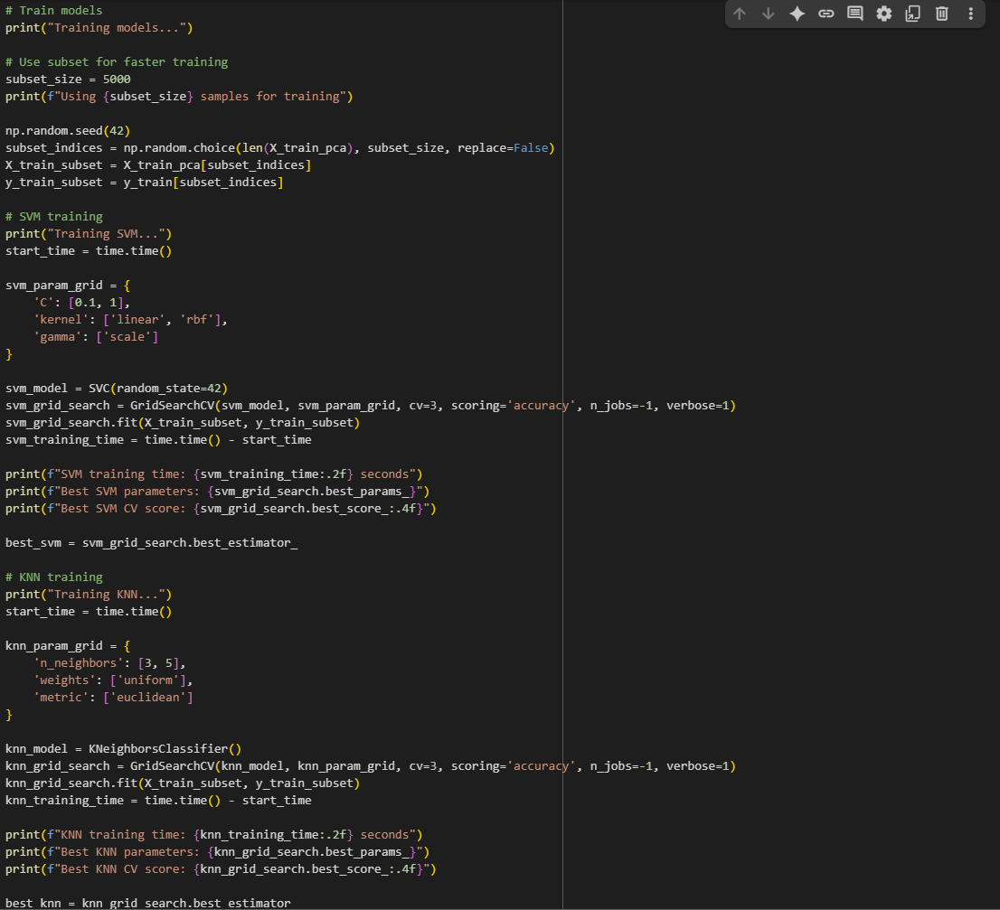 # Train models
print("Training models...")

# Use subset for faster training
subset_size = 5000
print(f"Using {subset_size} samples for training")

np.random.seed(42)
subset_indices = np.random.choice(len(X_train_pca), subset_size, replace=False)
X_train_subset = X_train_pca[subset_indices]
y_train_subset = y_train[subset_indices]

# SVM training
print("Training SVM...")
start_time = time.time()

svm_param_grid = {
    'C': [0.1, 1],
    'kernel': ['linear', 'rbf'],
    'gamma': ['scale']
}

svm_model = SVC(random_state=42)
svm_grid_search = GridSearchCV(svm_model, svm_param_grid, cv=3, scoring='accuracy', n_jobs=-1, verbose=1)
svm_grid_search.fit(X_train_subset, y_train_subset)
svm_training_time = time.time() - start_time

print(f"SVM training time: {svm_training_time:.2f} seconds")
print(f"Best SVM parameters: {svm_grid_search.best_params_}")
print(f"Best SVM CV score: {svm_grid_search.best_score_:.4f}")

best_svm = svm_grid_search.best_estimator_

# KNN training
print("Training KNN...")
start_time = time.time()

knn_param_grid = {
    'n_neighbors': [3, 5],
    'weights': ['uniform'],
    'metric': ['euclidean']
}

knn_model = KNeighborsClassifier()
knn_grid_search = GridSearchCV(knn_model, knn_param_grid, cv=3, scoring='accuracy', n_jobs=-1, verbose=1)
knn_grid_search.fit(X_train_subset, y_train_subset)
knn_training_time = time.time() - start_time

print(f"KNN training time: {knn_training_time:.2f} seconds")
print(f"Best KNN parameters: {knn_grid_search.best_params_}")
print(f"Best KNN CV score: {knn_grid_search.best_score_:.4f}")

best knn = knn grid search.best estimator